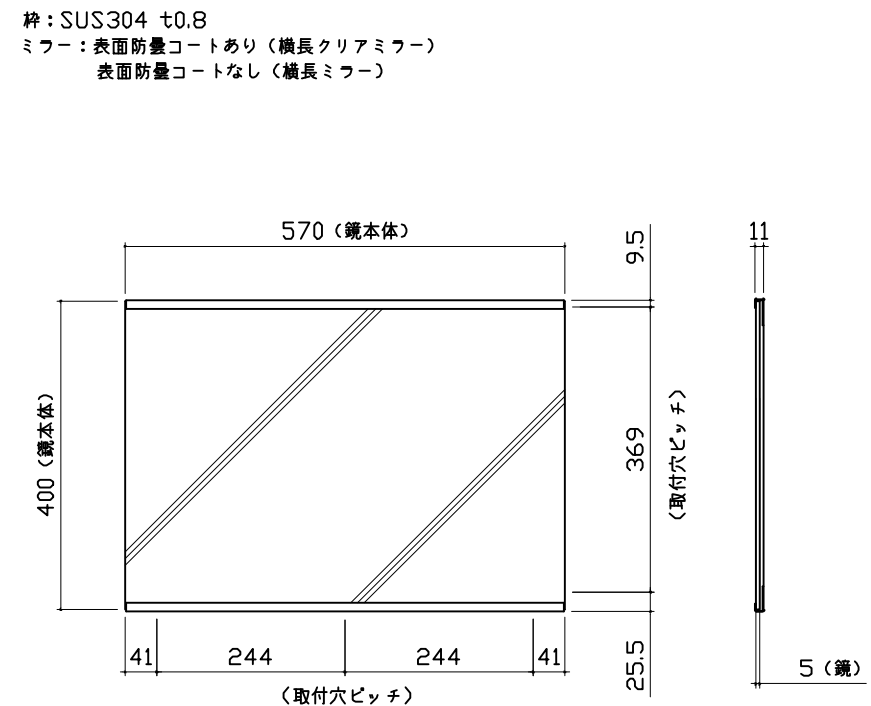 枠：SUS304 t0.8
ミラー：表面防曇コートあり（横長クリアミラー）
表面防曇コートなし（横長ミラー）
570（鏡本体）
9.5
11
400（鏡本体）
369
（取付穴ピッチ）
41
244
244
41
25.5
5（鏡）
（取付穴ピッチ）